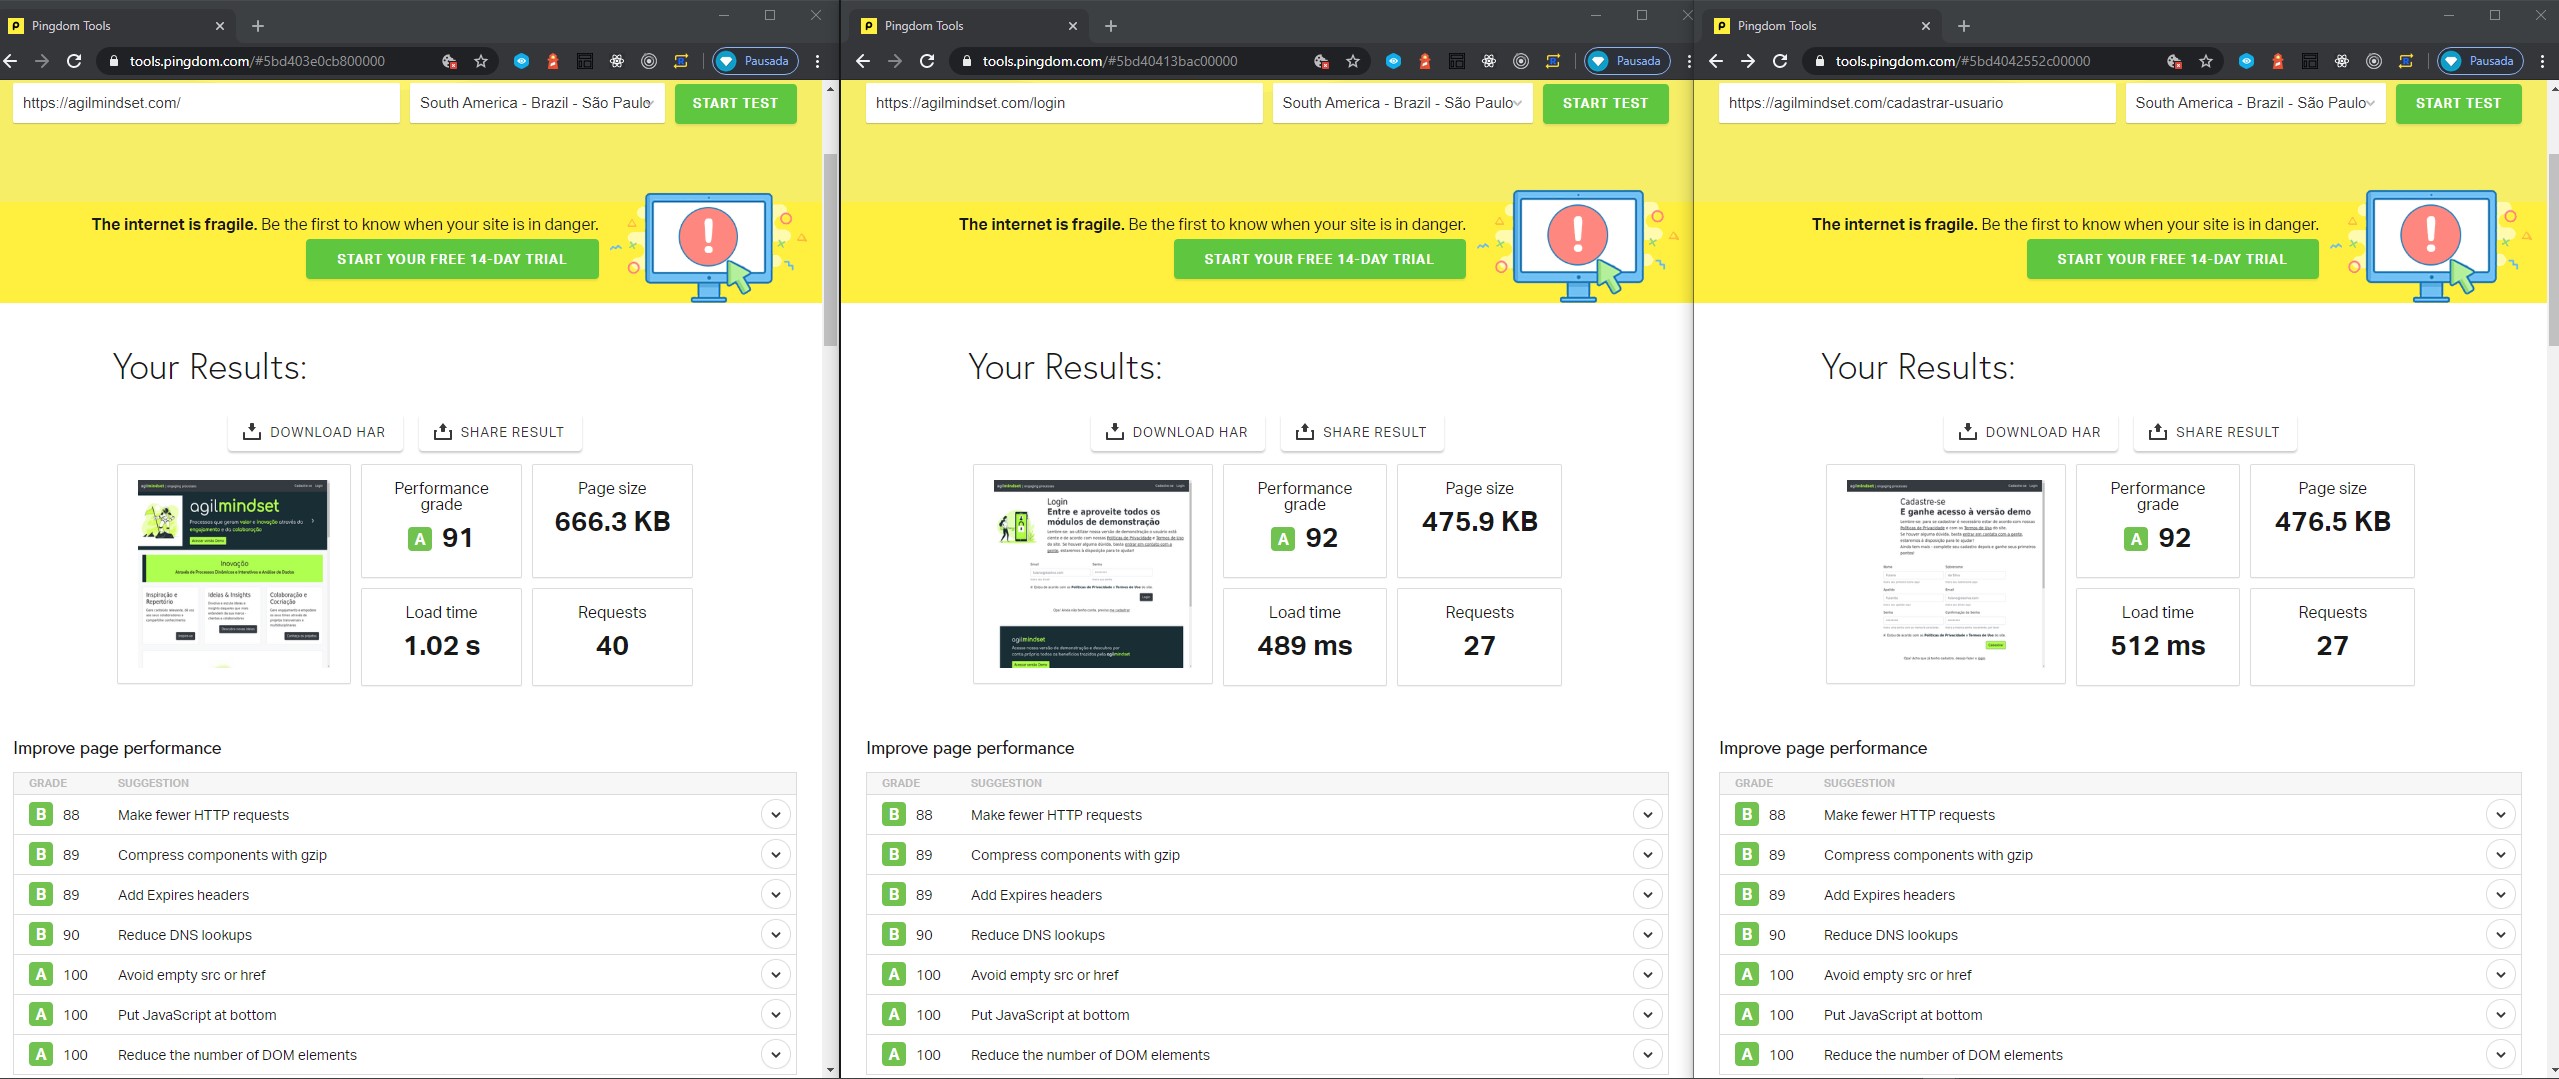 Pingdom Tools
tools.pingdom.com/#5bd403e0cb800000
Pausada
https://agilmindset.com/
South America - Brazil - São Paulo
START TEST
The internet is fragile. Be the first to know when your site is in danger.
START YOUR FREE 14-DAY TRIAL
Your Results:
DOWNLOAD HAR
SHARE RESULT
agilmindset
Inovação
Inspiração e
Repertório
Ideias & Insights
Colaboração e
Cocriação
Performance
grade
A 91
Page size
666.3 KB
Load time
1.02 s
Requests
40
Improve page performance
GRADE SUGGESTION
B 88 Make fewer HTTP requests
B 89 Compress components with gzip
B 89 Add Expires headers
B 90 Reduce DNS lookups
A 100 Avoid empty src or href
A 100 Put JavaScript at bottom
A 100 Reduce the number of DOM elements
Pingdom Tools
tools.pingdom.com/#5bd40413bac00000
Pausada
https://agilmindset.com/login
South America - Brazil - São Paulo
START TEST
The internet is fragile. Be the first to know when your site is in danger.
START YOUR FREE 14-DAY TRIAL
Your Results:
DOWNLOAD HAR
SHARE RESULT
Login
Entre e aproveite todos os
módulos de demonstração
Performance
grade
A 92
Page size
475.9 KB
Load time
489 ms
Requests
27
Improve page performance
GRADE SUGGESTION
B 88 Make fewer HTTP requests
B 89 Compress components with gzip
B 89 Add Expires headers
B 90 Reduce DNS lookups
A 100 Avoid empty src or href
A 100 Put JavaScript at bottom
A 100 Reduce the number of DOM elements
Pingdom Tools
tools.pingdom.com/#5bd4042552c00000
Pausada
https://agilmindset.com/cadastrar-usuario
South America - Brazil - São Paulo
START TEST
The internet is fragile. Be the first to know when your site is in danger.
START YOUR FREE 14-DAY TRIAL
Your Results:
DOWNLOAD HAR
SHARE RESULT
Cadastre-se
E ganhe acesso à versão demo
Performance
grade
A 92
Page size
476.5 KB
Load time
512 ms
Requests
27
Improve page performance
GRADE SUGGESTION
B 88 Make fewer HTTP requests
B 89 Compress components with gzip
B 89 Add Expires headers
B 90 Reduce DNS lookups
A 100 Avoid empty src or href
A 100 Put JavaScript at bottom
A 100 Reduce the number of DOM elements